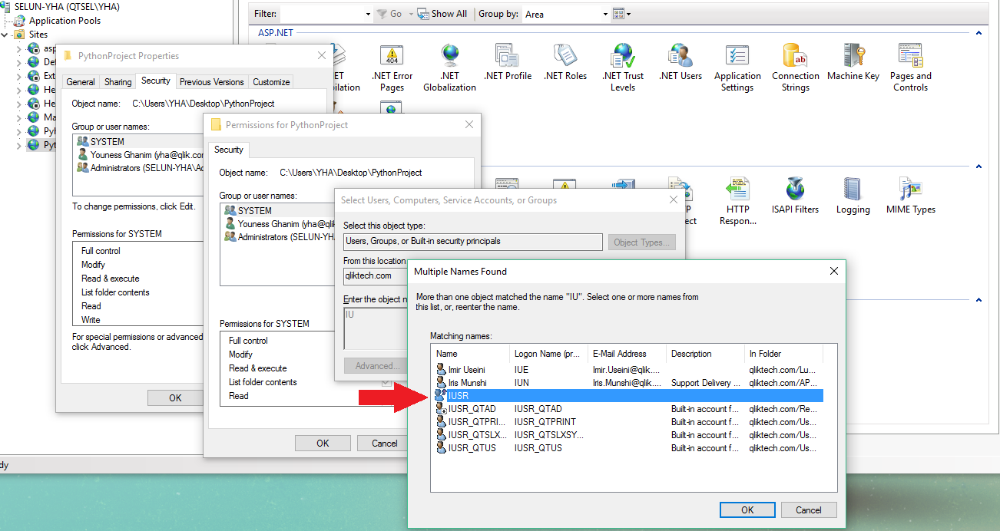 SELUN-YHA (QTSEL\YHA)
Application Pools
Sites
asp
Def
Ext
He
He
Ma
Pyt
Pyt
Filter:
Go
Show All
Group by:
Area
ASP.NET
.NET Error Pages
.NET Globalization
.NET Profile
.NET Roles
.NET Trust Levels
.NET Users
Application Settings
Connection Strings
Machine Key
Pages and Controls
404
ab
HTTP Respon...
ISAPI Filters
Logging
MIME Types
PythonProject Properties
General
Sharing
Security
Previous Versions
Customize
Object name:
C:\Users\YHA\Desktop\PythonProject
Group or user names:
SYSTEM
Youness Ghanim (yha@qlik.co
Administrators (SELUN-YHA\A
To change permissions, click Edit.
Permissions for SYSTEM
Full control
Modify
Read & execute
List folder contents
Read
Write
For special permissions or advanced
click Advanced.
OK
Permissions for PythonProject
Security
Object name:
C:\Users\YHA\Desktop\PythonProject
Group or user names:
SYSTEM
Youness Ghanim (yha@qlik
Administrators (SELUN-YH
Permissions for SYSTEM
Full control
Modify
Read & execute
List folder contents
Read
OK
Cancel
Select Users, Computers, Service Accounts, or Groups
Select this object type:
Users, Groups, or Built-in security principals
Object Types...
From this location
qliktech.com
Enter the object n
IU
Advanced...
Multiple Names Found
More than one object matched the name "IU". Select one or more names from
this list, or, reenter the name.
Matching names:
Name
Logon Name (pr...
E-Mail Address
Description
In Folder
Imir Useini IUE Imir.Useini@qlik.... qliktech.com/Lu...
Iris Munshi IUN Iris.Munshi@qlik.... Support Delivery ... qliktech.com/AP...
IUSR
IUSR_QTAD IUSR_QTAD Built-in account f... qliktech.com/Re...
IUSR_QTPRI... IUSR_QTPRINT Built-in account f... qliktech.com/Us...
IUSR_QTSLX... IUSR_QTSLXSY... Built-in account f... qliktech.com/Us...
IUSR_QTUS IUSR_QTUS Built-in account f... qliktech.com/Us...
OK
Cancel
dy